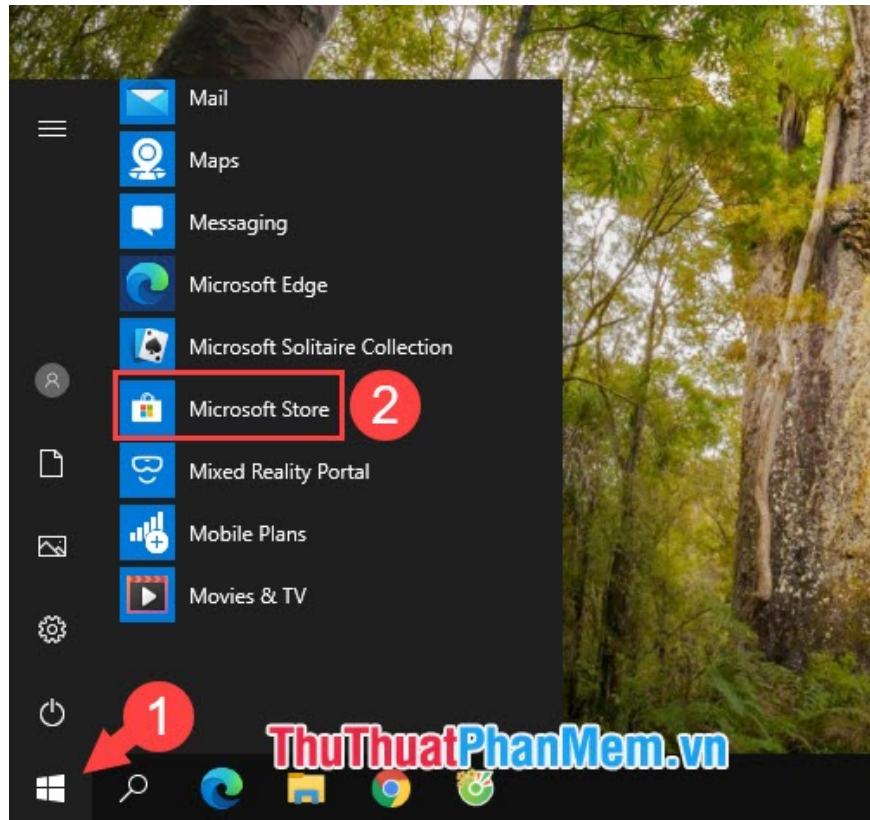 Mail
Maps
Messaging
Microsoft Edge
Microsoft Solitaire Collection
Microsoft Store
2
Mixed Reality Portal
Mobile Plans
Movies & TV
1
ThuThuatPhanMem.vn